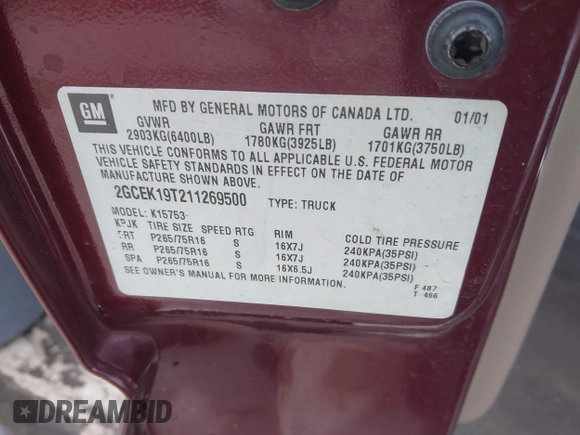 GM
MFD BY GENERAL MOTORS OF CANADA LTD. 01/01
GVWR GAWR FRT GAWR RR
2903KG(6400LB) 1780KG(3925LB) 1701KG(3750LB)
THIS VEHICLE CONFORMS TO ALL APPLICABLE U.S. FEDERAL MOTOR
VEHICLE SAFETY STANDARDS IN EFFECT ON THE DATE OF
MANUFACTURE SHOWN ABOVE.
2GCEK19T211269500 TYPE: TRUCK
MODEL: K15753
KPJK TIRE SIZE SPEED RTG RIM COLD TIRE PRESSURE
FRT P265/75R16 S 16X7J 240KPA(35PSI)
RR P265/75R16 S 16X7J 240KPA(35PSI)
SPA P265/75R16 S 16X6.5J 240KPA(35PSI)
SEE OWNER'S MANUAL FOR MORE INFORMATION.
F 487
T 466
DREAMBID